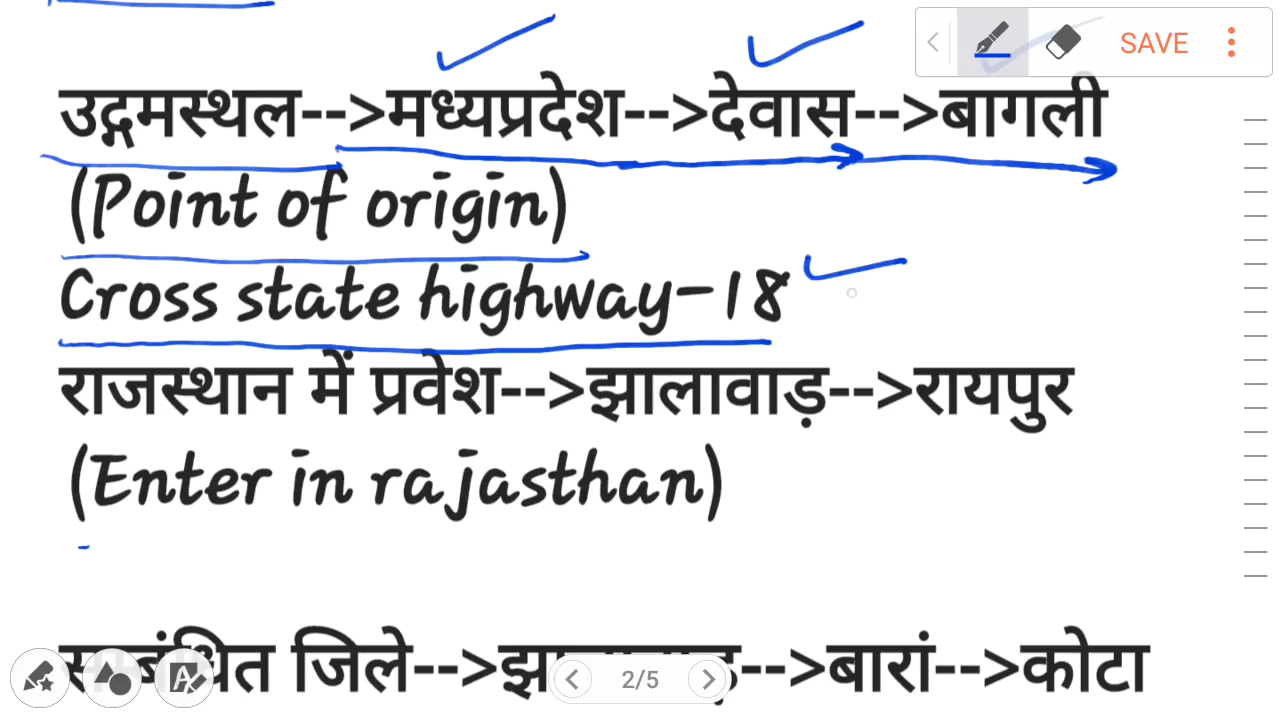 SAVE
उद्गमस्थल-->मध्यप्रदेश-->देवास-->बागली
(Point of origin)
Cross state highway-18
राजस्थान में प्रवेश-->झालावाड़-->रायपुर
(Enter in rajasthan)
जिले-->-->बारां-->कोटा
2/5